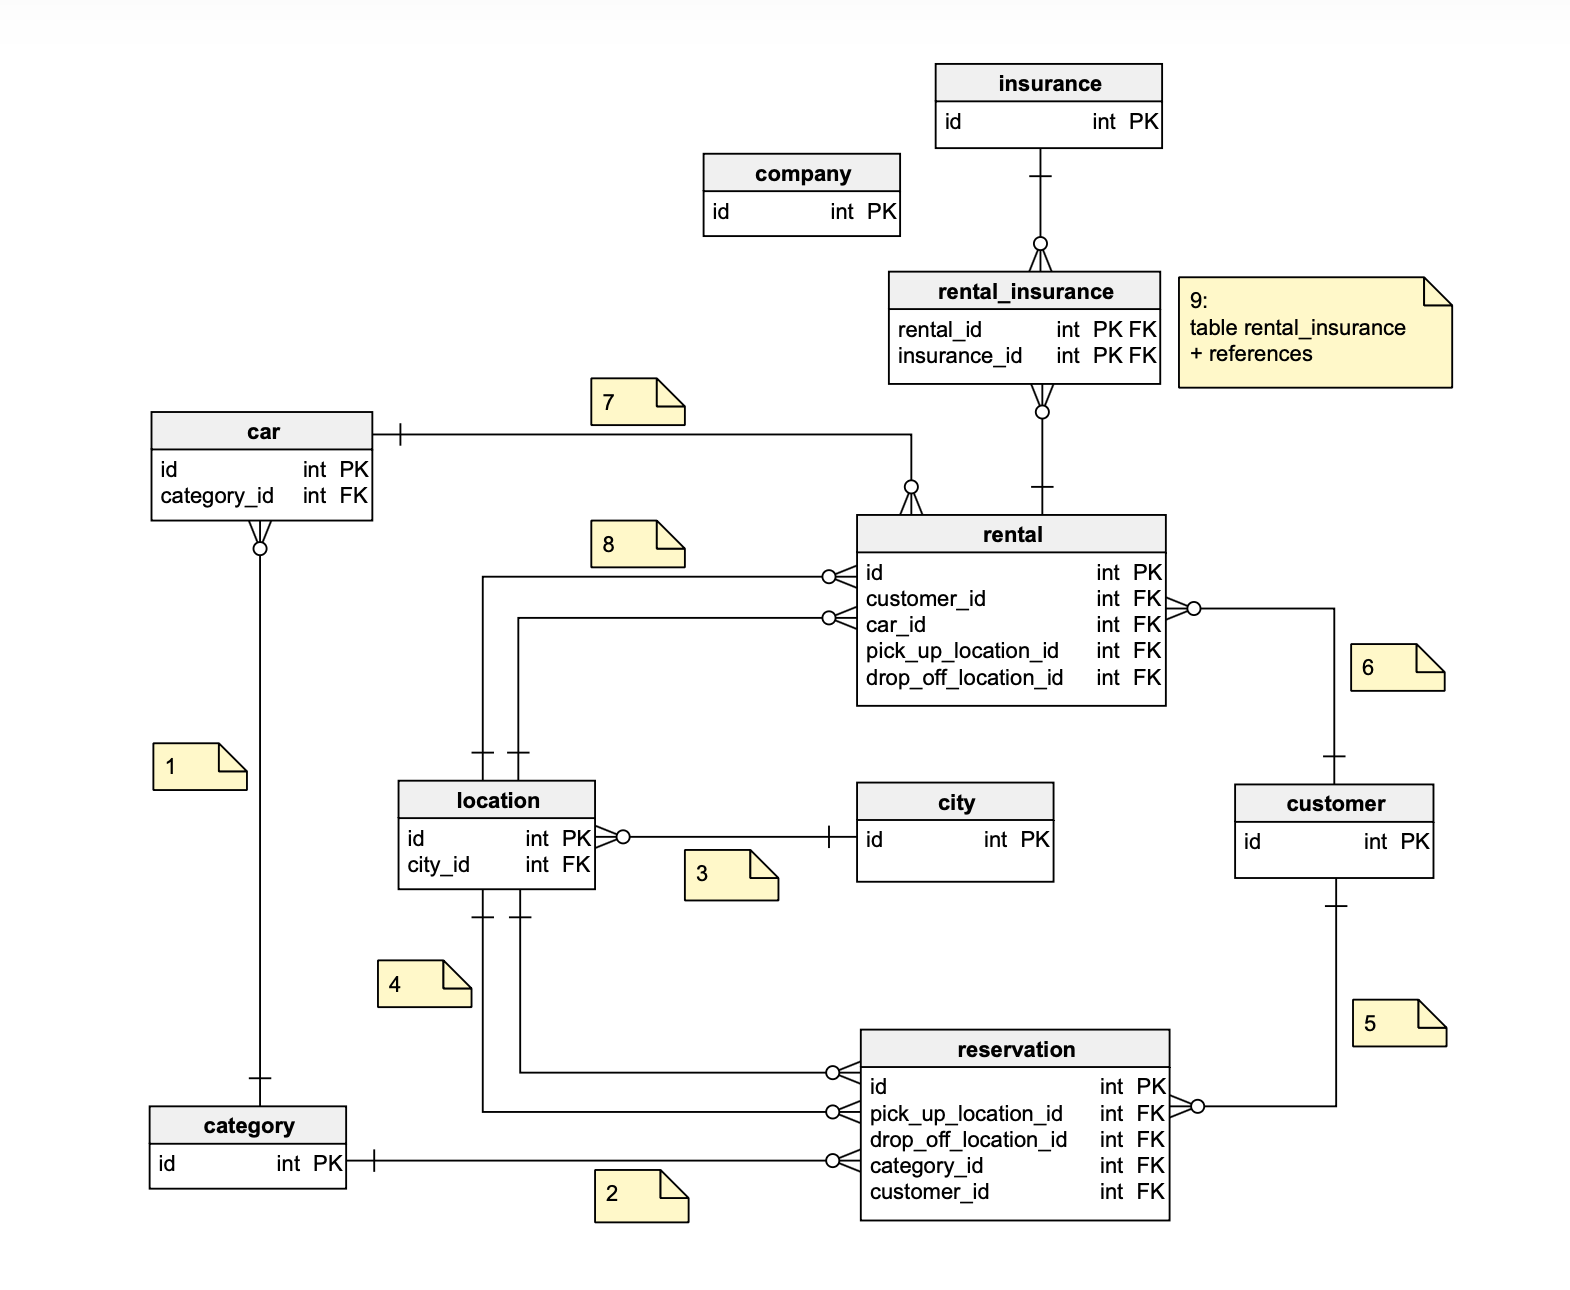 insurance
id int PK
company
id int PK
rental_insurance
rental_id int PK FK
insurance_id int PK FK
9:
table rental_insurance
+ references
7
car
id int PK
category_id int FK
8
rental
id int PK
customer_id int FK
car_id int FK
pick_up_location_id int FK
drop_off_location_id int FK
6
1
location
id int PK
city_id int FK
city
id int PK
customer
id int PK
3
4
5
reservation
id int PK
pick_up_location_id int FK
drop_off_location_id int FK
category_id int FK
customer_id int FK
category
id int PK
2